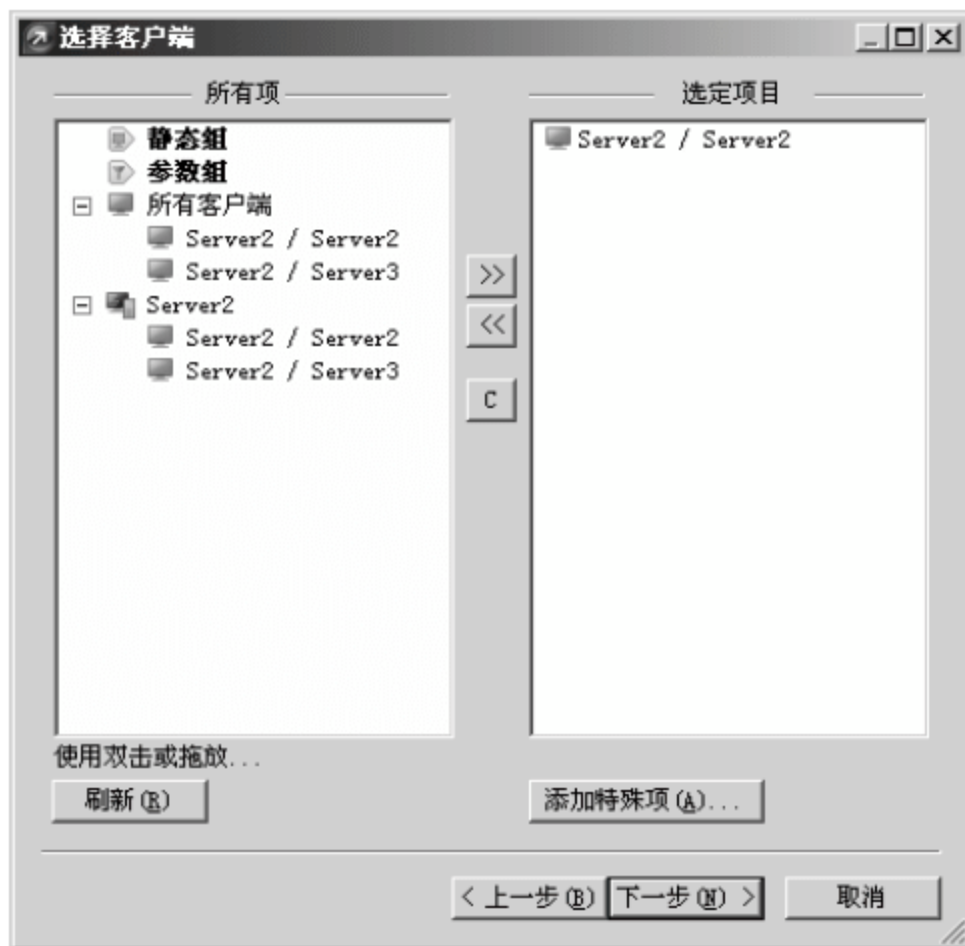 选择客户端
所有项
静态组
参数组
所有客户端
Server2 / Server2
Server2 / Server3
Server2
Server2 / Server2
Server2 / Server3
使用双击或拖放...
刷新(R)
>>
<<
C
选定项目
Server2 / Server2
添加特殊项(A)...
< 上一步(B)
下一步(N) >
取消